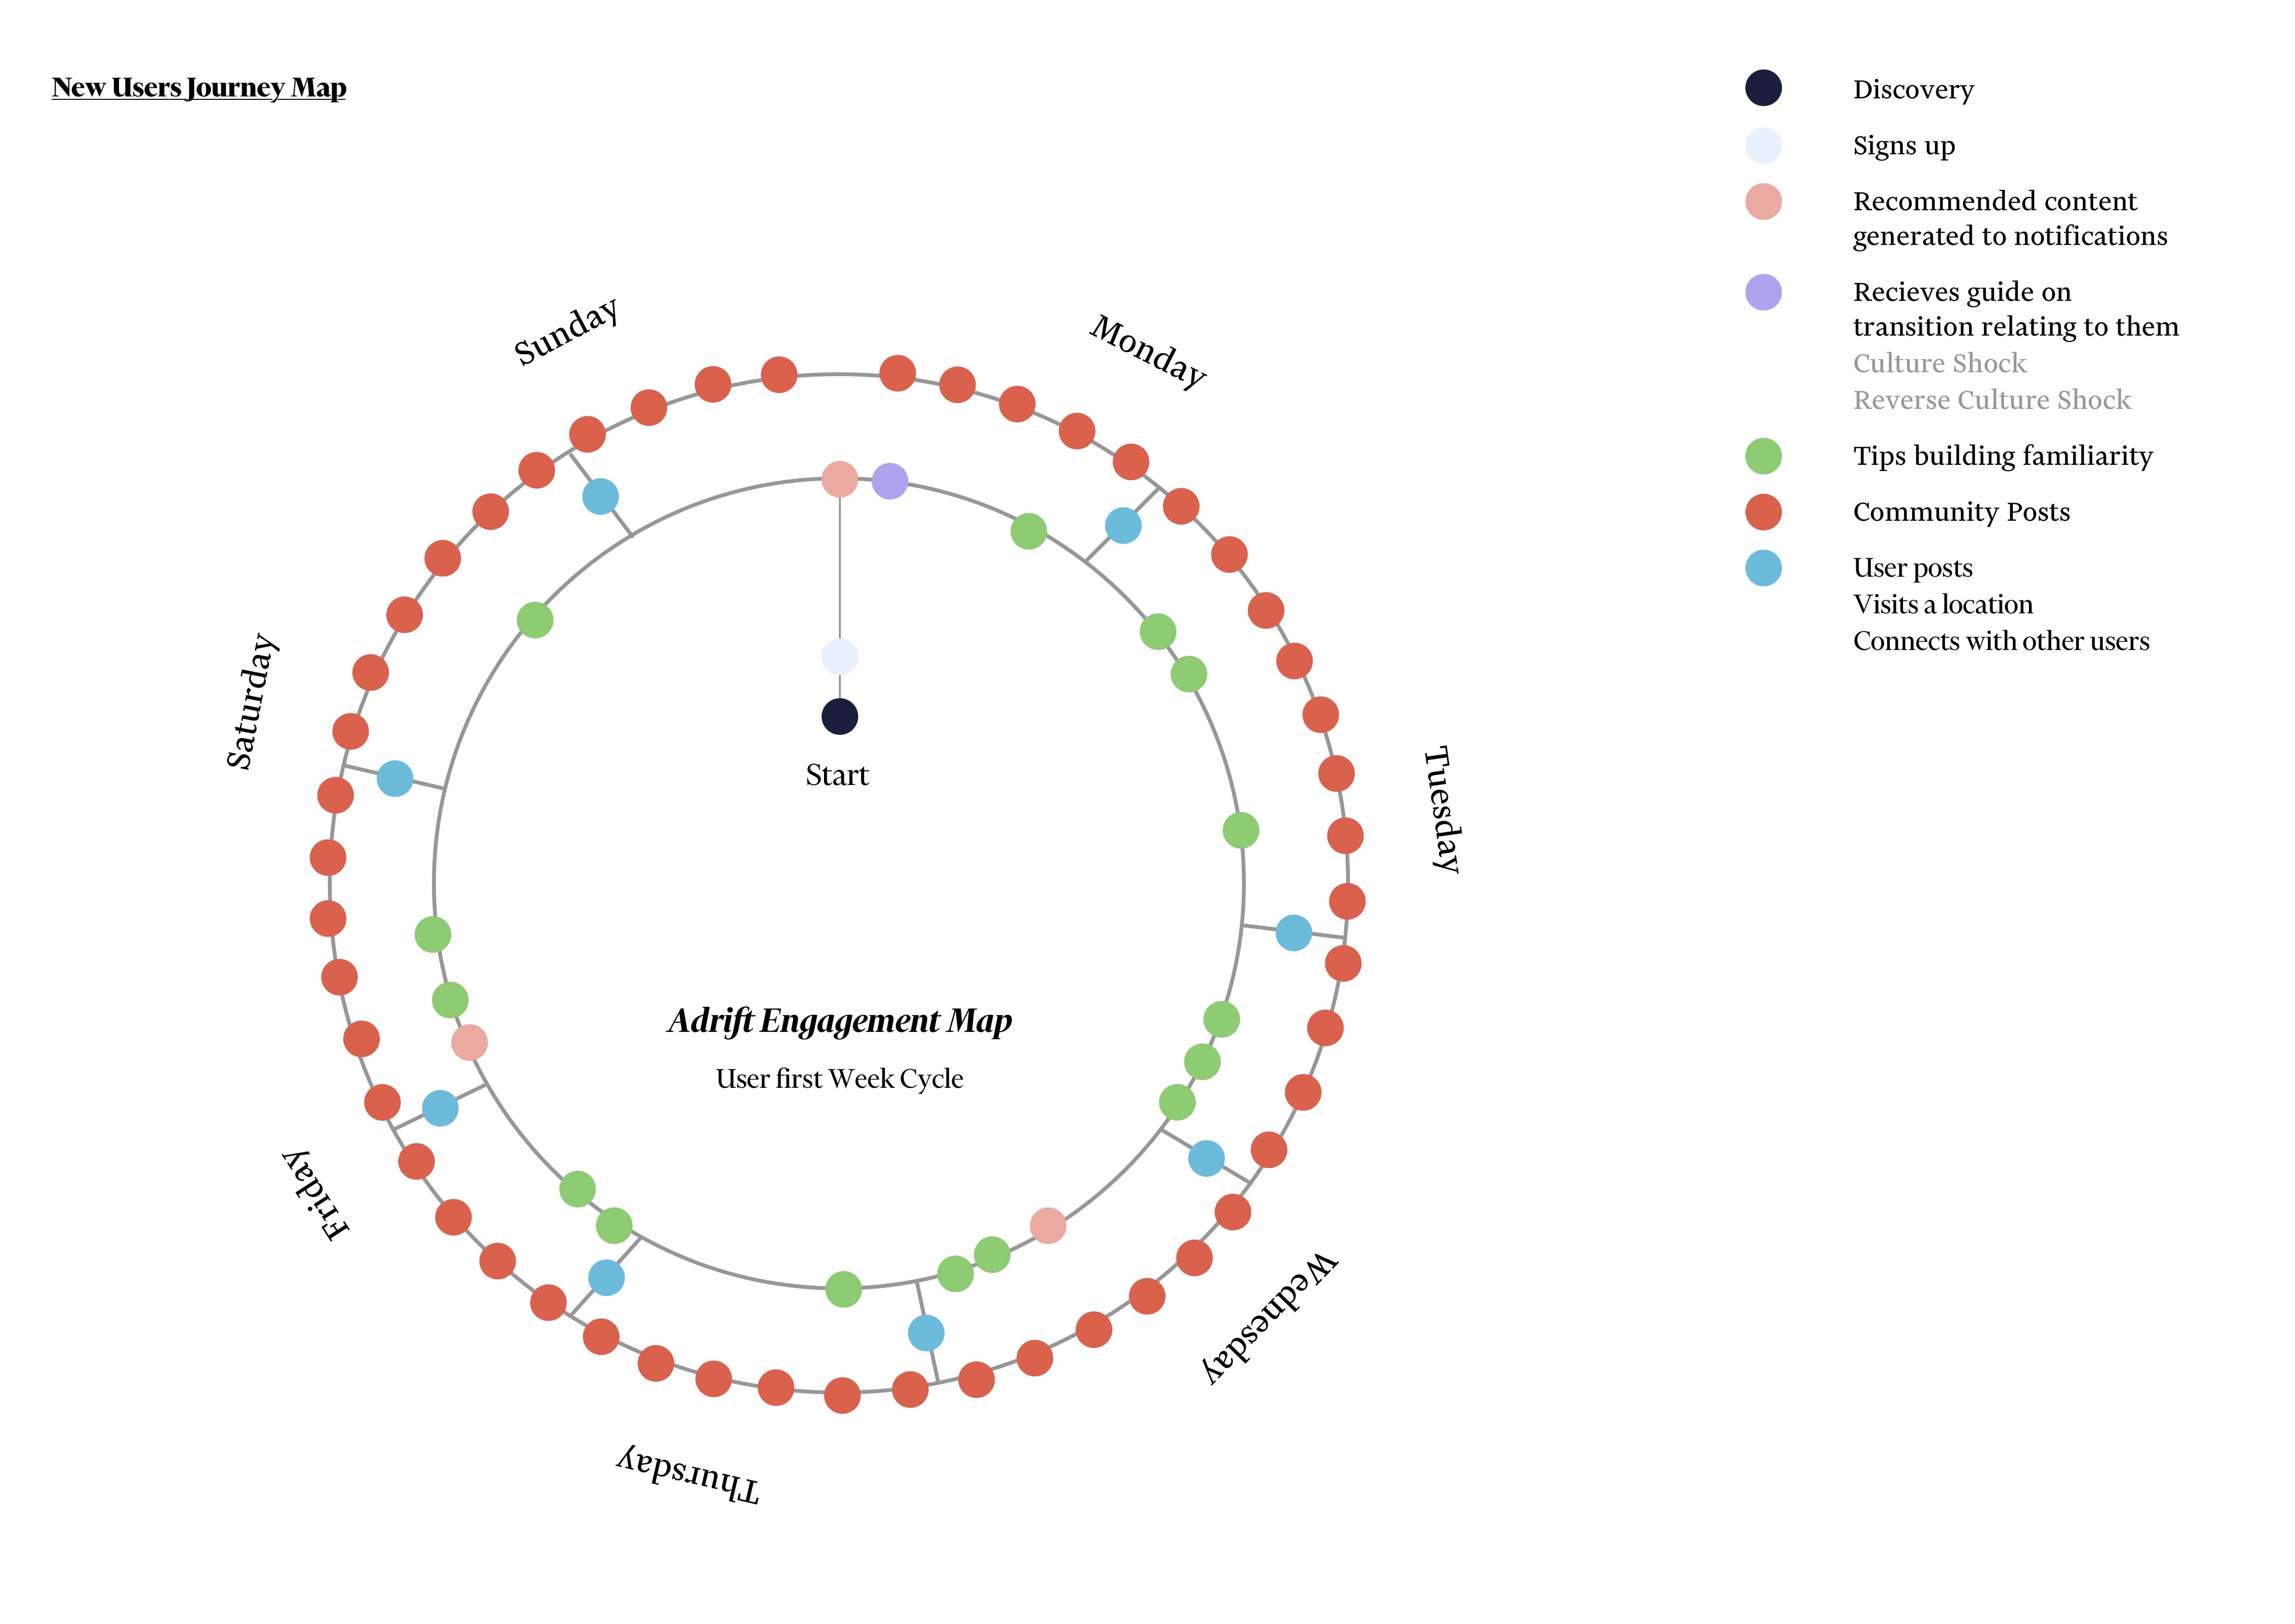 New Users Journey Map
Discovery
Signs up
Recommended content
generated to notifications
Recieves guide on
transition relating to them
Culture Shock
Reverse Culture Shock
Tips building familiarity
Community Posts
User posts
Visits a location
Connects with other users
Sunday
Monday
Saturday
Start
Tuesday
Adrift Engagement Map
User first Week Cycle
Friday
Wednesday
Thursday